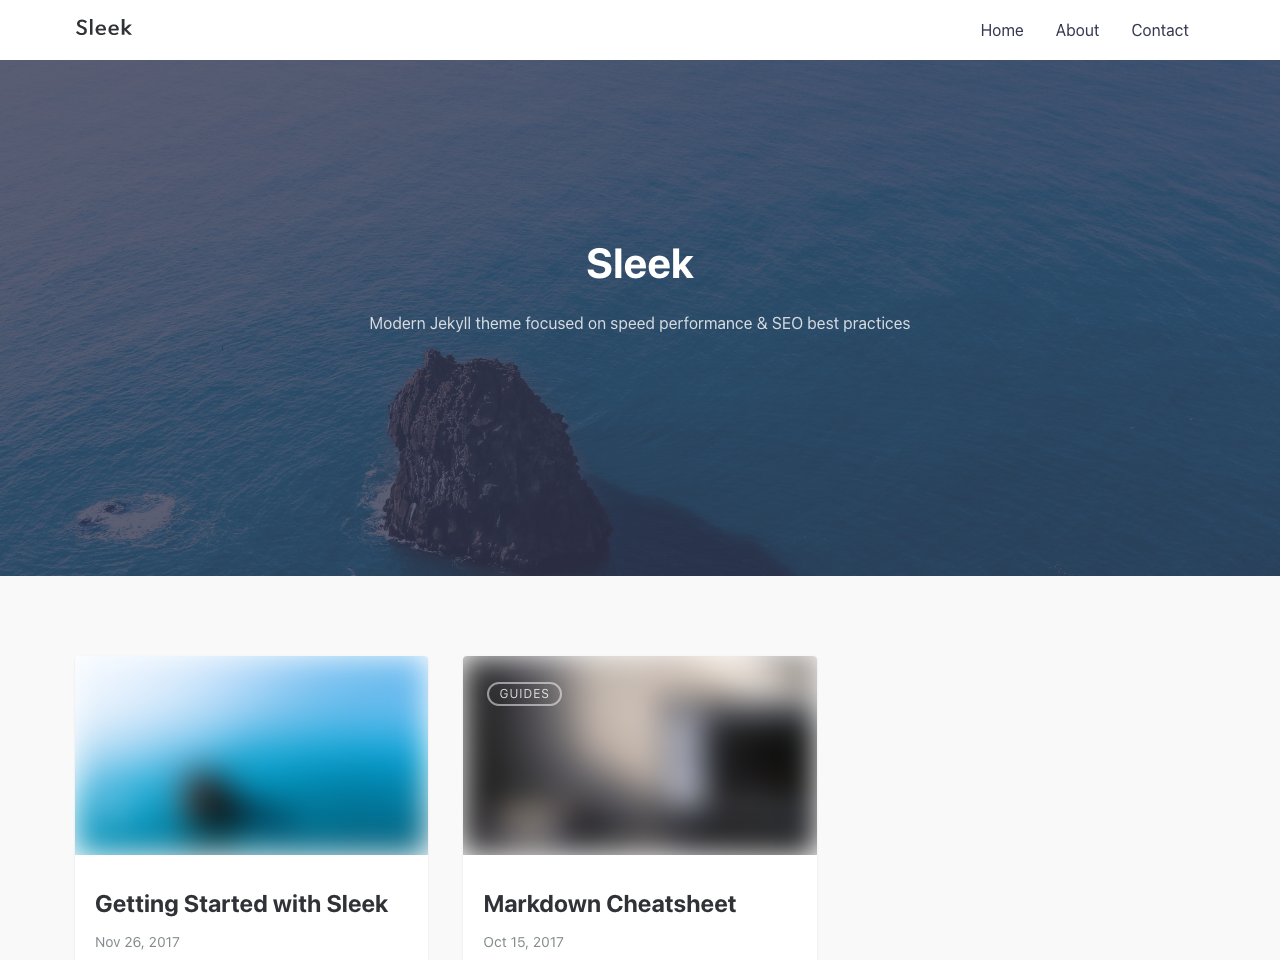 Sleek
Home About Contact
Sleek
Modern Jekyll theme focused on speed performance & SEO best practices
GUIDES
Getting Started with Sleek
Nov 26, 2017
Markdown Cheatsheet
Oct 15, 2017